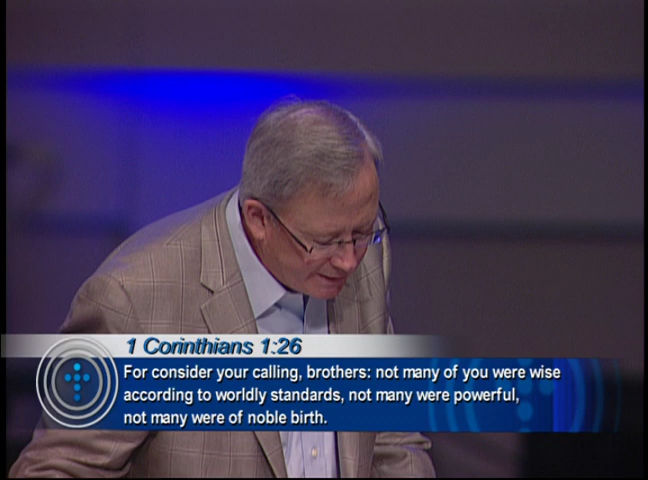 1 Corinthians 1:26
For consider your calling, brothers: not many of you were wise
according to worldly standards, not many were powerful,
not many were of noble birth.